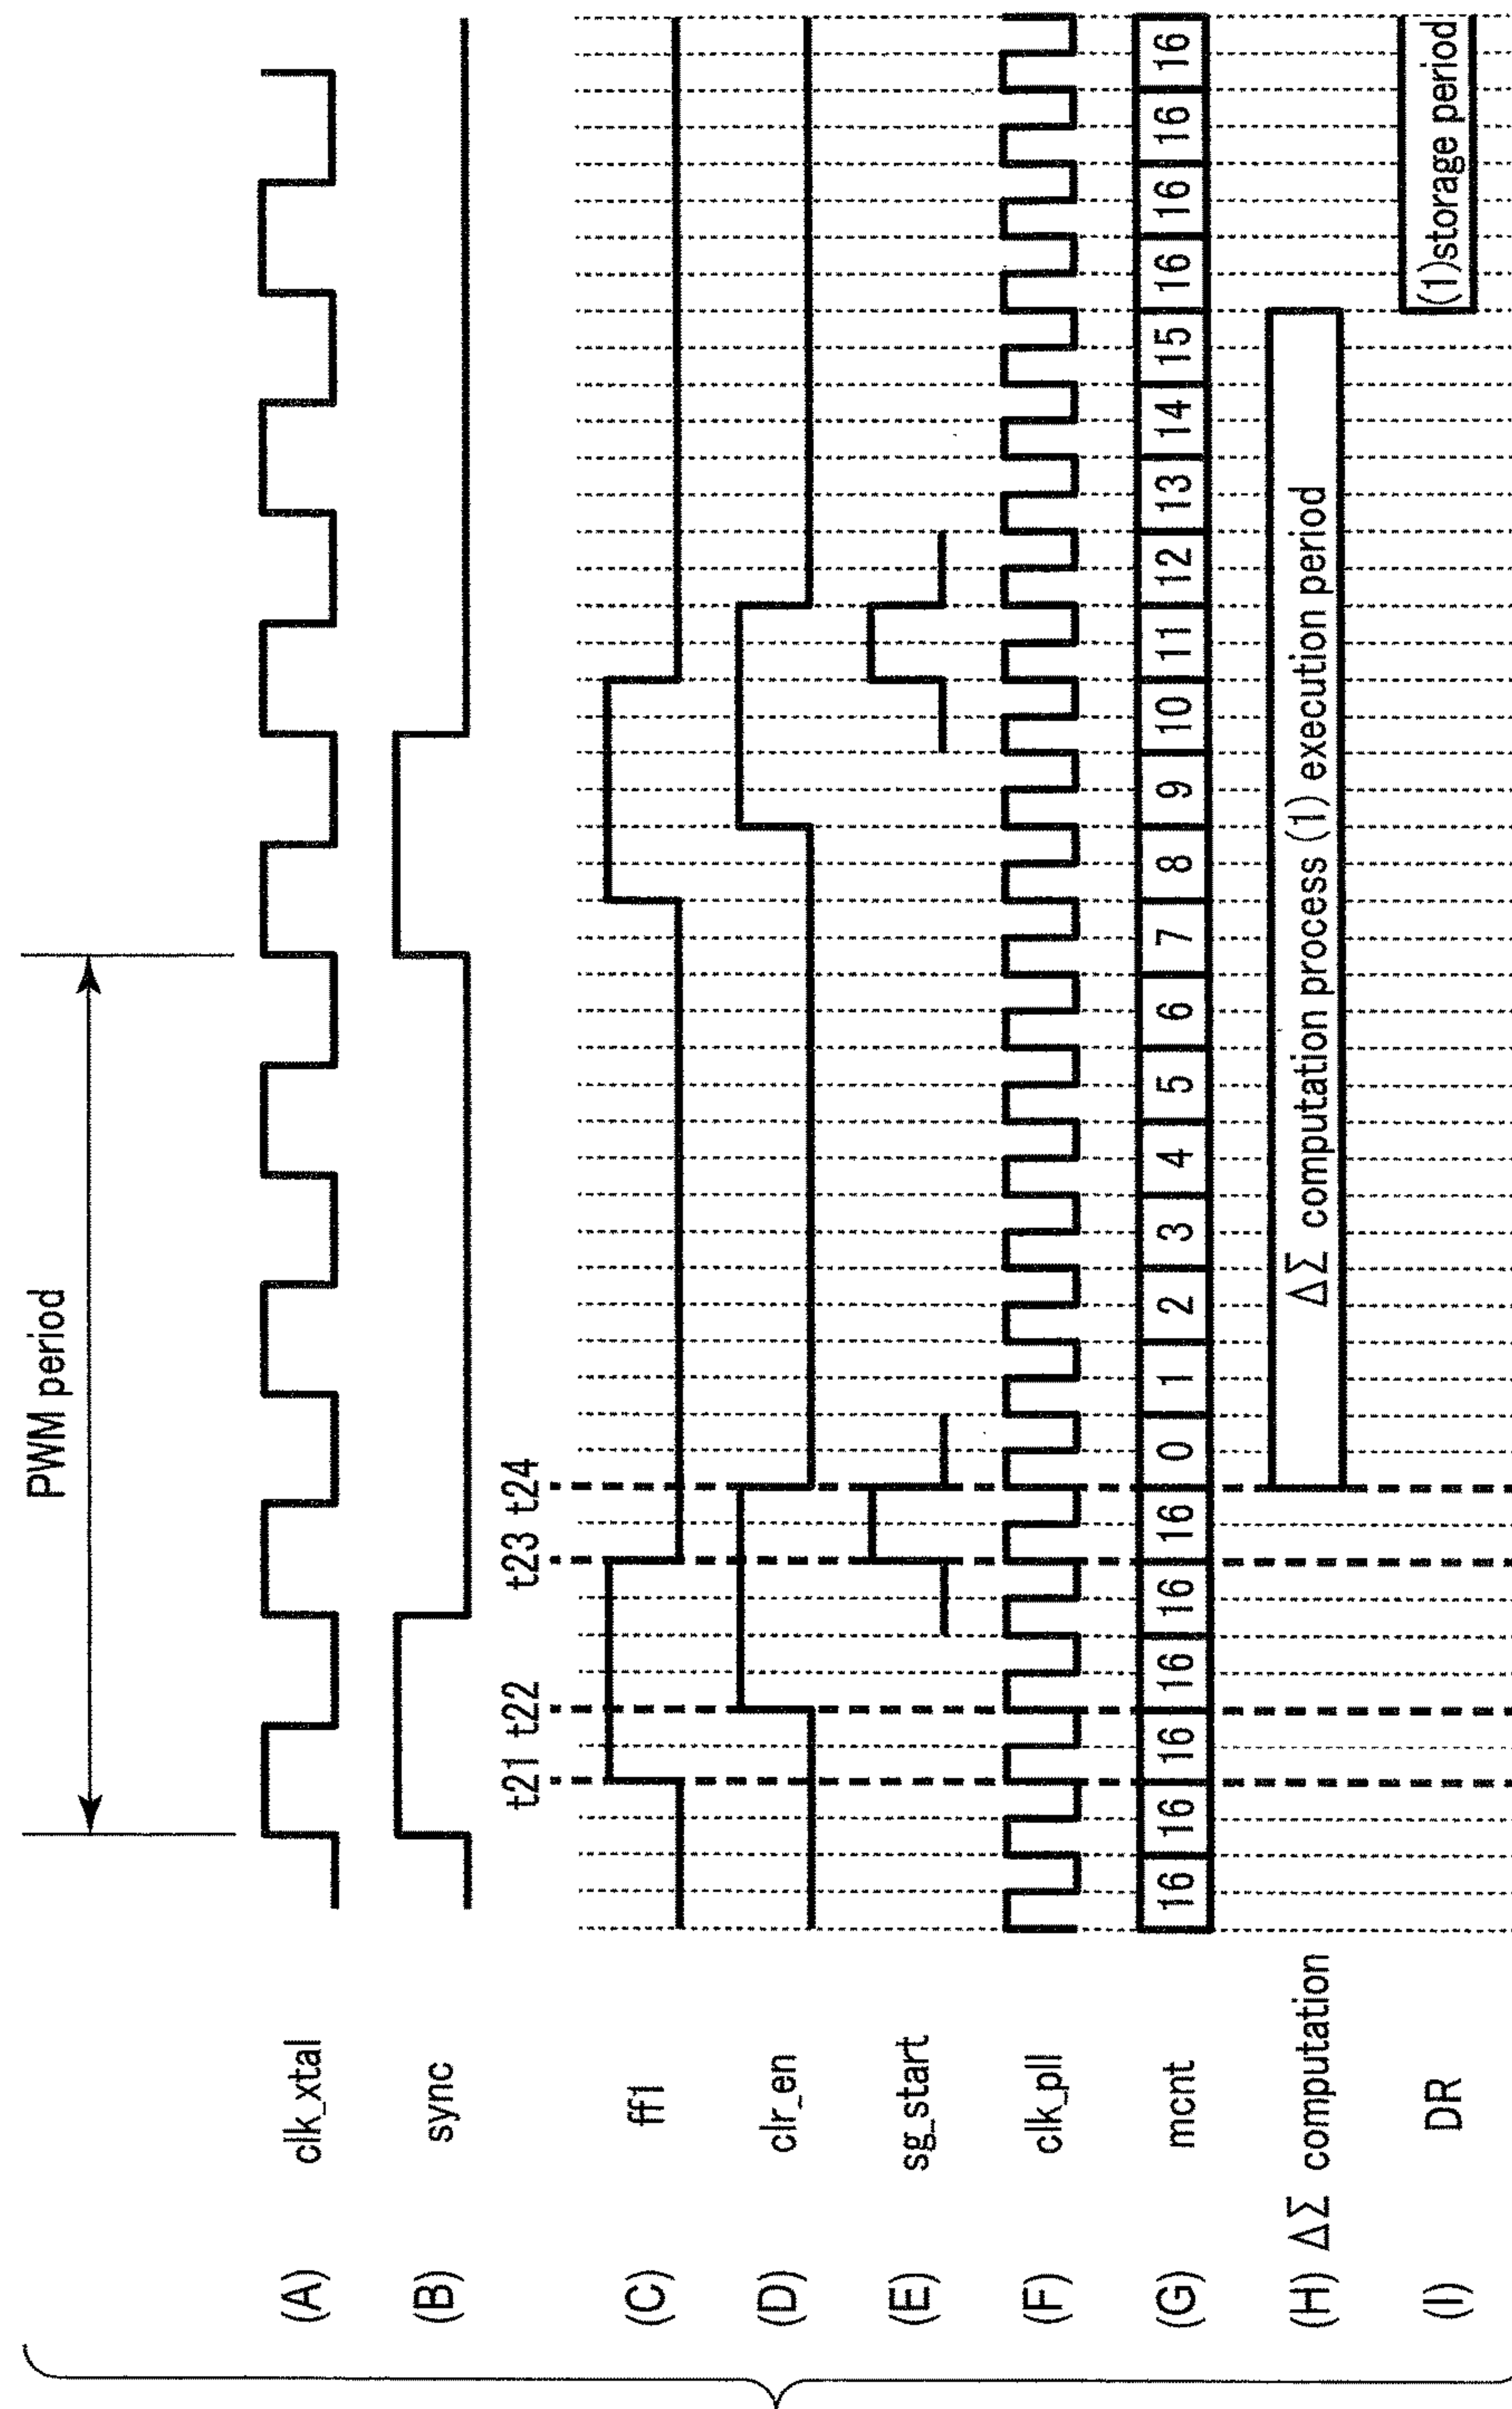 PWM period
(A) clk_xtal
(B) sync
t21 t22 t23 t24
(C) ff1
(D) clr_en
(E) sg_start
(F) clk_pll
(G) mcnt 16 16 16 16 16 16 0 1 2 3 4 5 6 7 8 9 10 11 12 13 14 15 16 16 16 16
(H) ΔΣ computation ΔΣ computation process (1) execution period
(I) DR (1)storage period